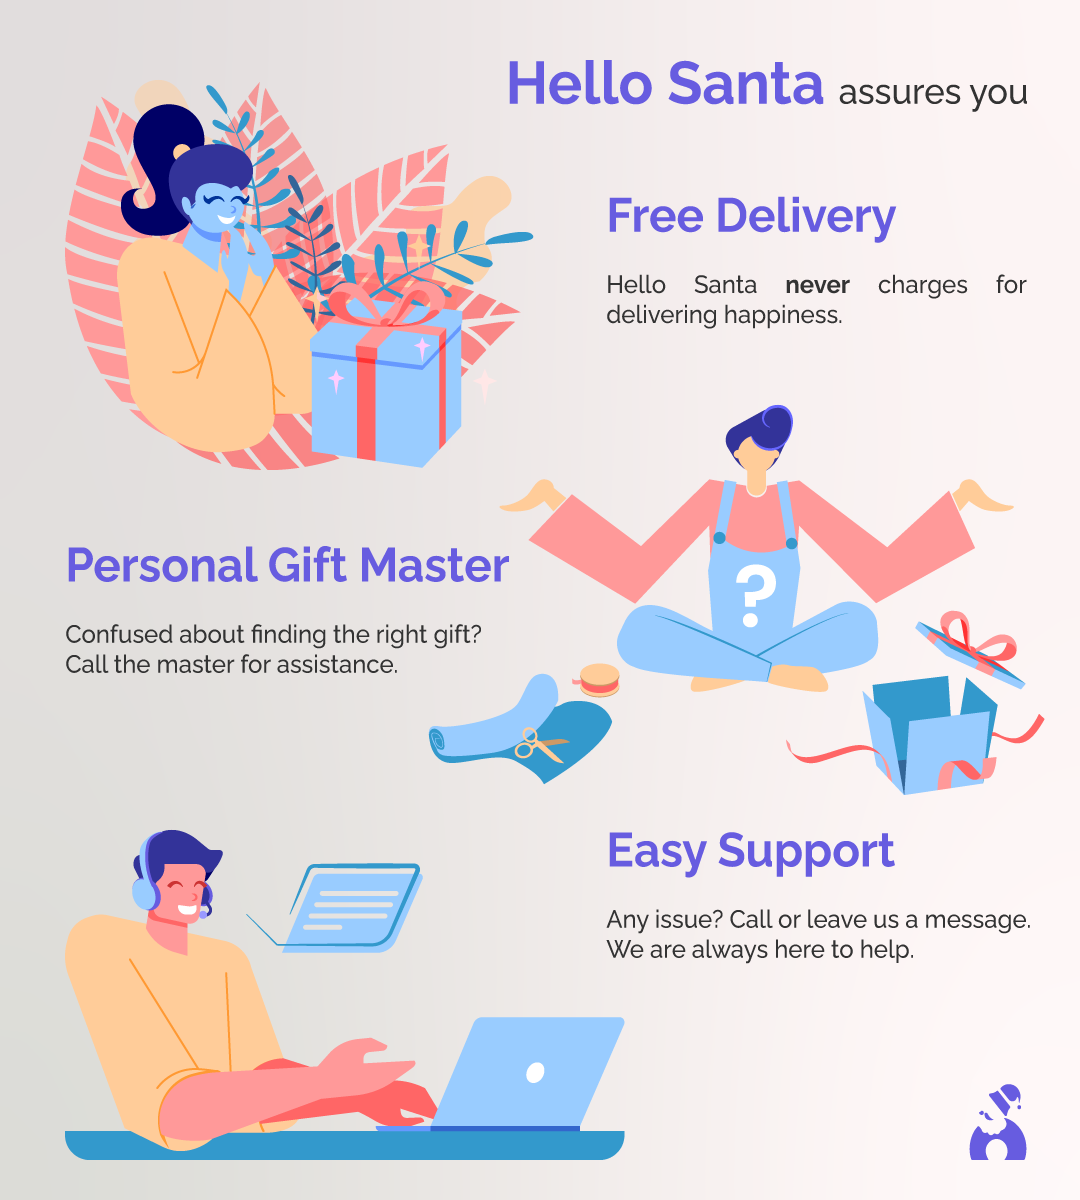 Hello Santa assures you
Free Delivery
Hello Santa never charges for
delivering happiness.
Personal Gift Master
Confused about finding the right gift?
Call the master for assistance.
?
Easy Support
Any issue? Call or leave us a message.
We are always here to help.